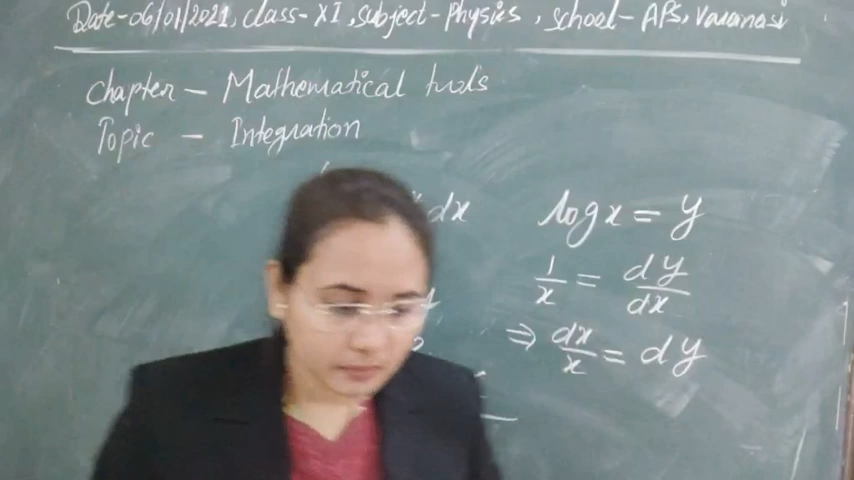 Date-06/01/2021, Class-XI, Subject-Physics, School-APS, Varanasi
Chapter - Mathematical tools
Topic - Integration
dx
log x = y
1/x = dy/dx
⇒ dx/x = dy